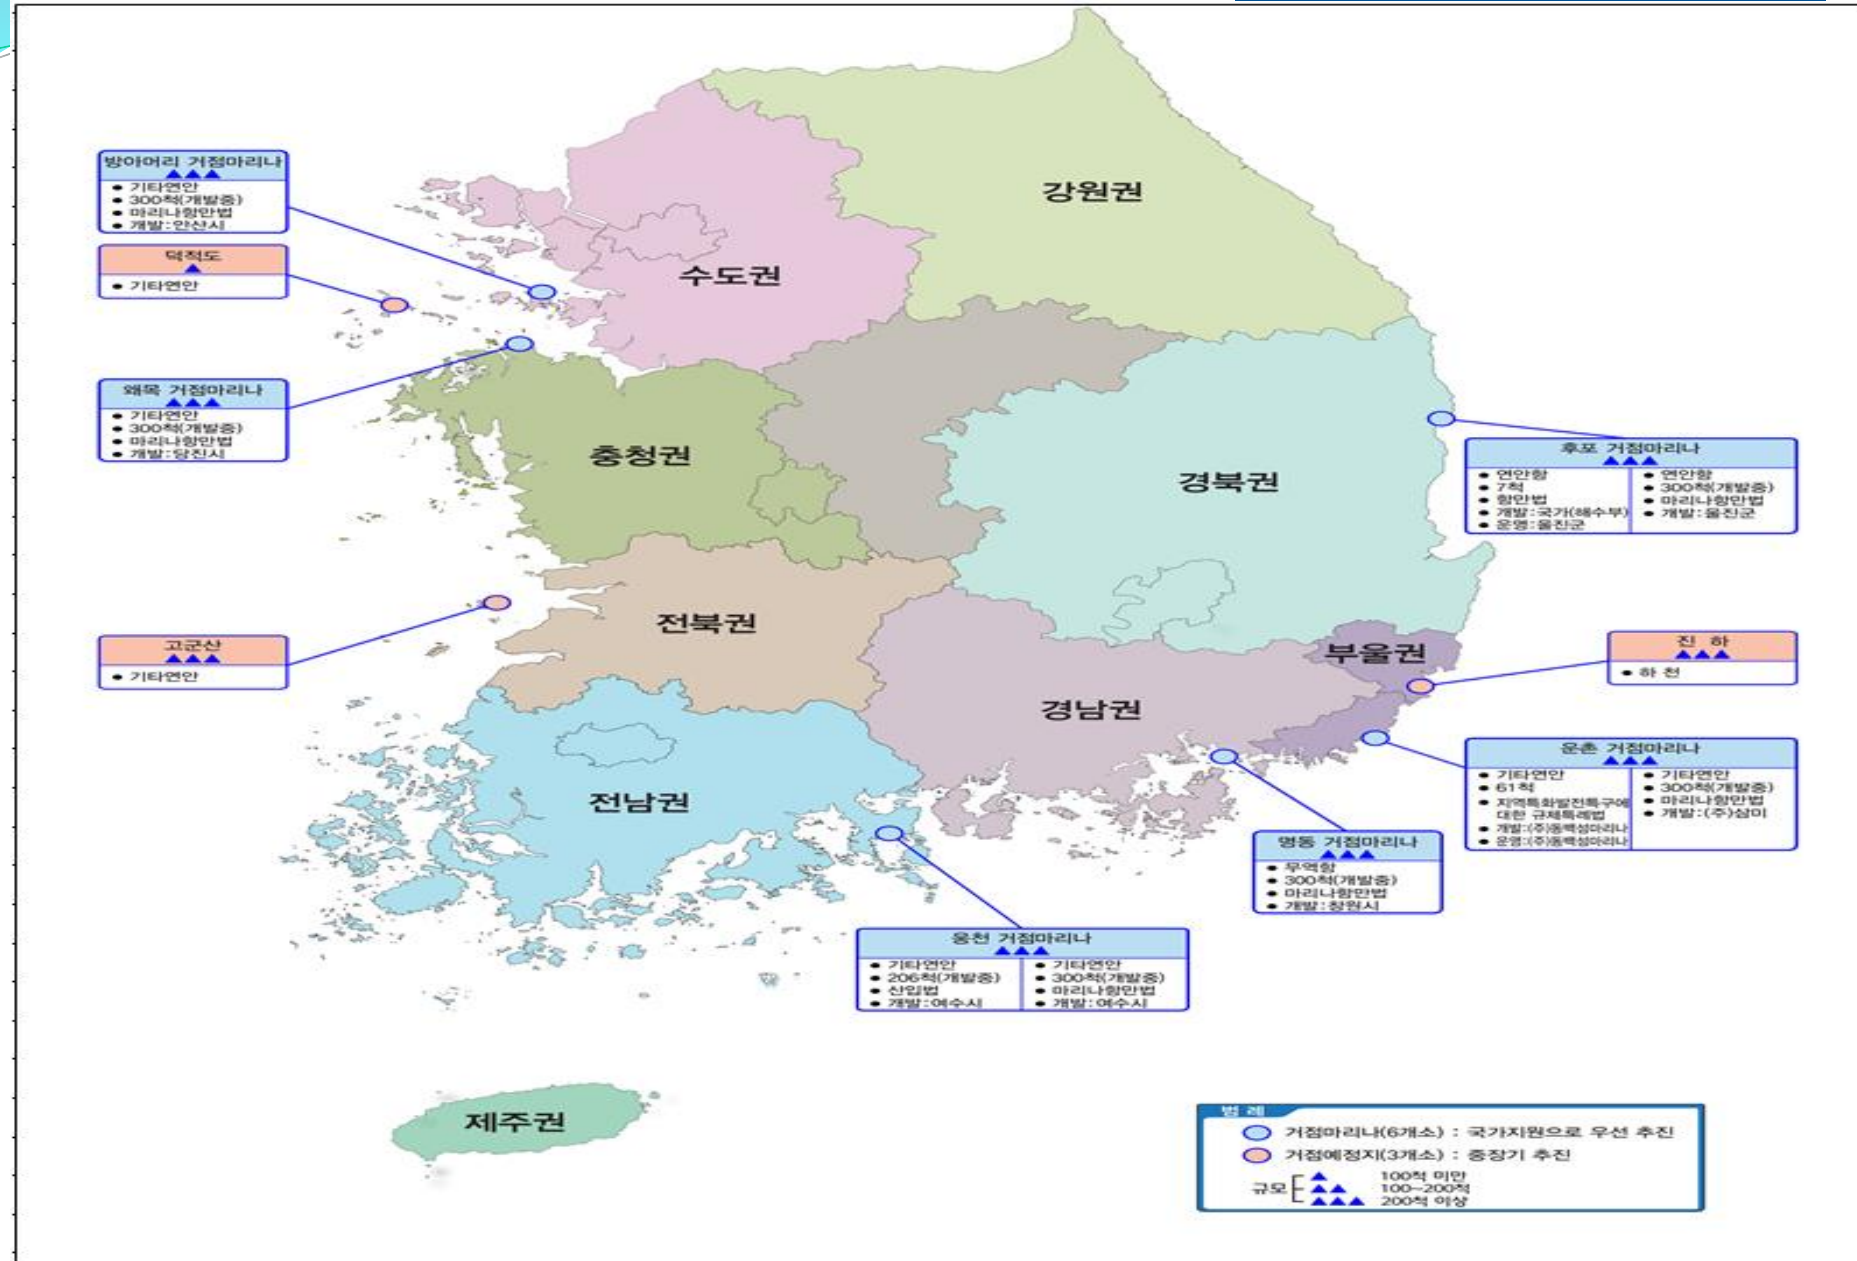 강원권
수도권
충청권
경북권
전북권
부울권
경남권
전남권
제주권
방아머리 거점마리나
▲▲▲
• 기타연안
• 300척(개발중)
• 마리나항만법
• 개발:안산시
덕적도
▲
• 기타연안
왜목 거점마리나
▲▲▲
• 기타연안
• 300척(개발중)
• 마리나항만법
• 개발:당진시
고군산
▲▲▲
• 기타연안
후포 거점마리나
▲▲▲
• 연안항
• 7척
• 항만법
• 개발:국가(해수부)
• 운영:울진군
• 연안항
• 300척(개발중)
• 마리나항만법
• 개발:울진군
진 하
▲▲▲
• 하 천
운촌 거점마리나
▲▲▲
• 기타연안
• 61척
• 지역특화발전특구에
대한 규제특례법
• 개발:(주)동백섬마리나
• 운영:(주)동백섬마리나
• 기타연안
• 300척(개발중)
• 마리나항만법
• 개발:(주)삼미
명동 거점마리나
▲▲▲
• 무역항
• 300척(개발중)
• 마리나항만법
• 개발:창원시
웅천 거점마리나
▲▲▲
• 기타연안
• 206척(개발중)
• 산입법
• 개발:여수시
• 기타연안
• 300척(개발중)
• 마리나항만법
• 개발:여수시
범 례
거점마리나(6개소) : 국가지원으로 우선 추진
거점예정지(3개소) : 중장기 추진
규모
▲ 100척 미만
▲▲ 100~200척
▲▲▲ 200척 이상